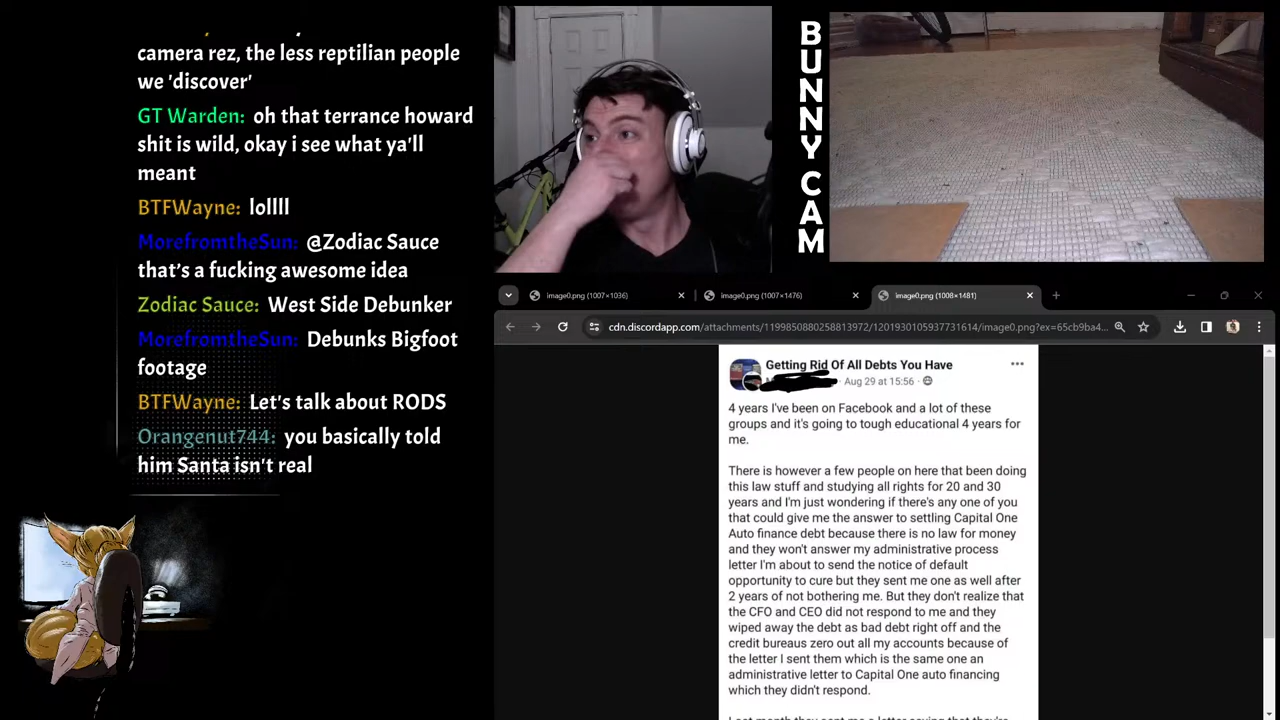 camera rez, the less reptilian people
we 'discover'
GT Warden: oh that terrance howard
shit is wild, okay i see what ya'll
meant
BTFWayne: lollll
MorefromtheSun: @Zodiac Sauce
that's a fucking awesome idea
Zodiac Sauce: West Side Debunker
MorefromtheSun: Debunks Bigfoot
footage
BTFWayne: Let's talk about RODS
Orangenut744: you basically told
him Santa isn't real
BUNNY CAM
image0.png (1007×1036)
image0.png (1007×1476)
image0.png (1008×1481)
cdn.discordapp.com/attachments/1199850880258813972/1201930105937731614/image0.png?ex=65cb9ba4...
Getting Rid Of All Debts You Have
· Aug 29 at 15:56 ·
4 years I've been on Facebook and a lot of these
groups and it's going to tough educational 4 years for
me.
There is however a few people on here that been doing
this law stuff and studying all rights for 20 and 30
years and I'm just wondering if there's any one of you
that could give me the answer to settling Capital One
Auto finance debt because there is no law for money
and they won't answer my administrative process
letter I'm about to send the notice of default
opportunity to cure but they sent me one as well after
2 years of not bothering me. But they don't realize that
the CFO and CEO did not respond to me and they
wiped away the debt as bad debt right off and the
credit bureaus zero out all my accounts because of
the letter I sent them which is the same one an
administrative letter to Capital One auto financing
which they didn't respond.
Last month they sent me a letter saying that they're